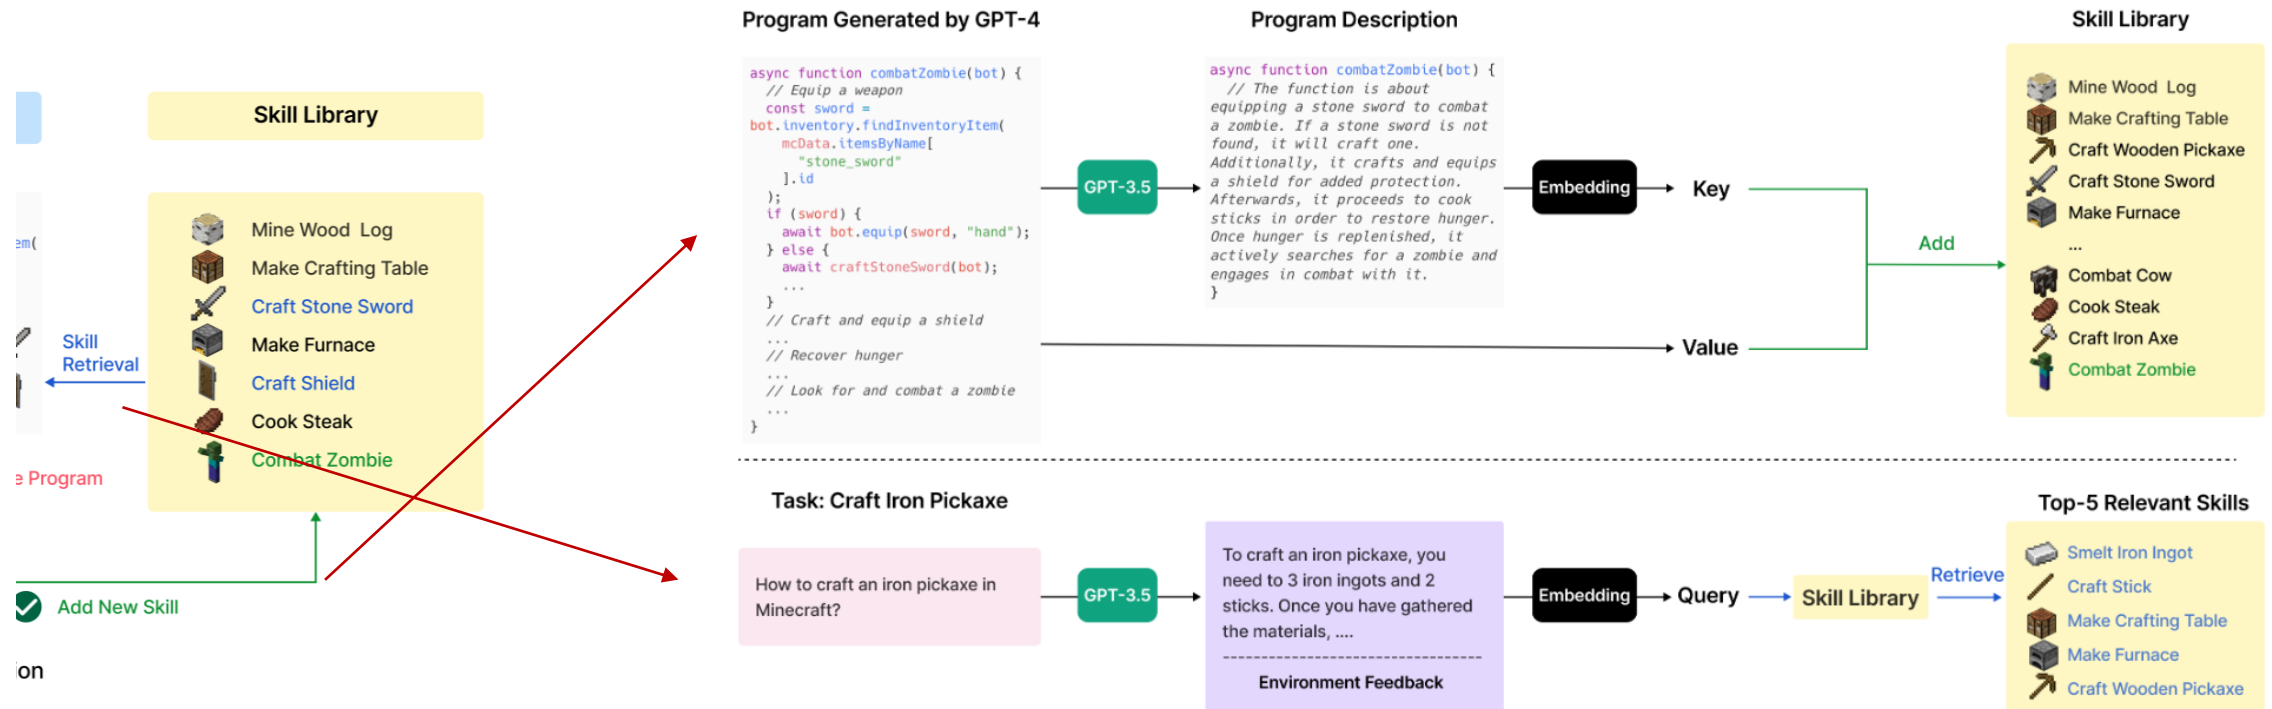 Skill Library
Mine Wood Log
Make Crafting Table
Craft Stone Sword
Make Furnace
Craft Shield
Cook Steak
Combat Zombie
em(
Skill
Retrieval
e Program
Add New Skill
ion
Program Generated by GPT-4
async function combatZombie(bot) {
// Equip a weapon
const sword =
bot.inventory.findInventoryItem(
mcData.itemsByName[
"stone_sword"
].id
);
if (sword) {
await bot.equip(sword, "hand");
} else {
await craftStoneSword(bot);
...
}
// Craft and equip a shield
...
// Recover hunger
...
// Look for and combat a zombie
...
}
GPT-3.5
Program Description
async function combatZombie(bot) {
// The function is about
equipping a stone sword to combat
a zombie. If a stone sword is not
found, it will craft one.
Additionally, it crafts and equips
a shield for added protection.
Afterwards, it proceeds to cook
sticks in order to restore hunger.
Once hunger is replenished, it
actively searches for a zombie and
engages in combat with it.
}
Embedding
Key
Value
Add
Skill Library
Mine Wood Log
Make Crafting Table
Craft Wooden Pickaxe
Craft Stone Sword
Make Furnace
...
Combat Cow
Cook Steak
Craft Iron Axe
Combat Zombie
Task: Craft Iron Pickaxe
How to craft an iron pickaxe in
Minecraft?
GPT-3.5
To craft an iron pickaxe, you
need to 3 iron ingots and 2
sticks. Once you have gathered
the materials, ....
Environment Feedback
Embedding
Query
Skill Library
Retrieve
Top-5 Relevant Skills
Smelt Iron Ingot
Craft Stick
Make Crafting Table
Make Furnace
Craft Wooden Pickaxe